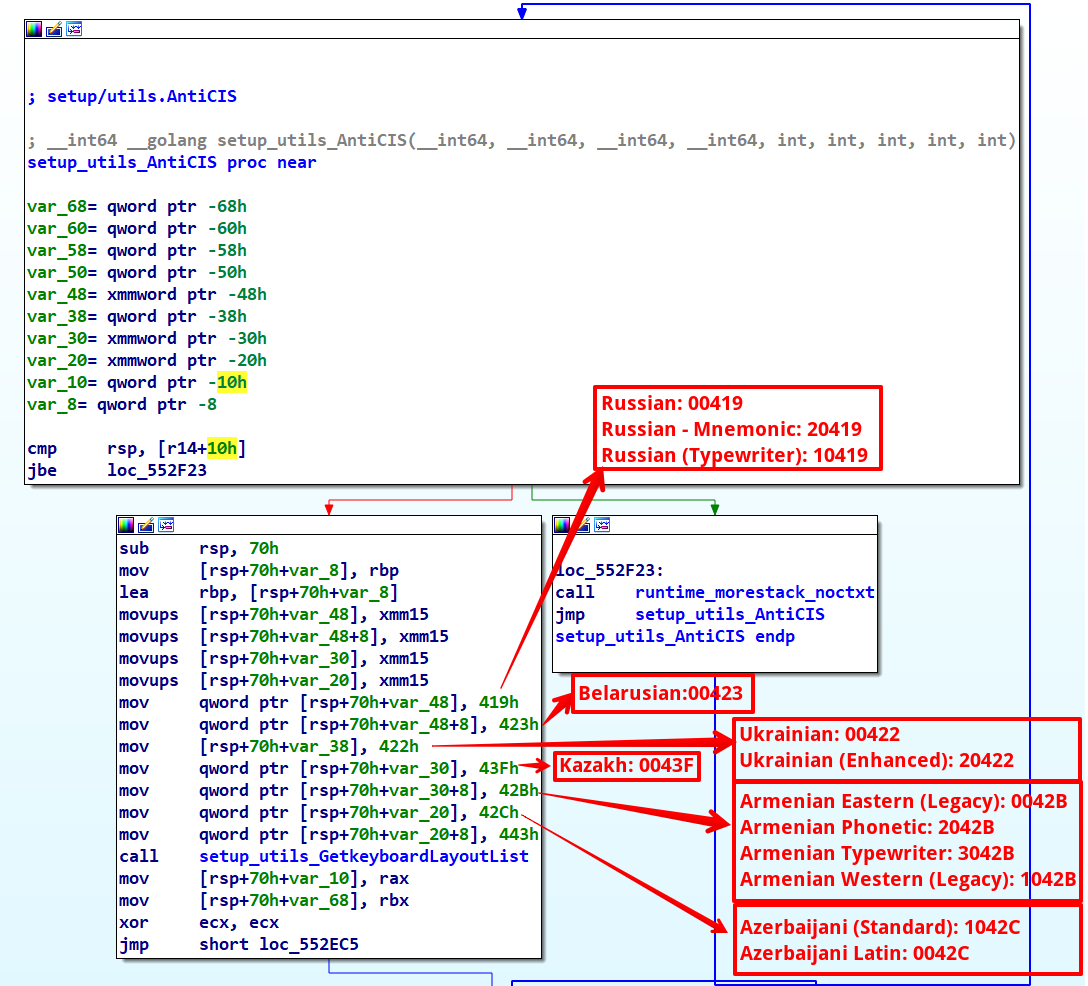 ; setup/utils.AntiCIS
; __int64 __golang setup_utils_AntiCIS(__int64, __int64, __int64, __int64, int, int, int, int, int)
setup_utils_AntiCIS proc near
var_68= qword ptr -68h
var_60= qword ptr -60h
var_58= qword ptr -58h
var_50= qword ptr -50h
var_48= xmmword ptr -48h
var_38= qword ptr -38h
var_30= xmmword ptr -30h
var_20= xmmword ptr -20h
var_10= qword ptr -10h
var_8= qword ptr -8
cmp rsp, [r14+10h]
jbe loc_552F23
Russian: 00419
Russian - Mnemonic: 20419
Russian (Typewriter): 10419
sub rsp, 70h
mov [rsp+70h+var_8], rbp
lea rbp, [rsp+70h+var_8]
movups [rsp+70h+var_48], xmm15
movups [rsp+70h+var_48+8], xmm15
movups [rsp+70h+var_30], xmm15
movups [rsp+70h+var_20], xmm15
mov qword ptr [rsp+70h+var_48], 419h
mov qword ptr [rsp+70h+var_48+8], 423h
mov [rsp+70h+var_38], 422h
mov qword ptr [rsp+70h+var_30], 43Fh
mov qword ptr [rsp+70h+var_30+8], 42Bh
mov qword ptr [rsp+70h+var_20], 42Ch
mov qword ptr [rsp+70h+var_20+8], 443h
call setup_utils_GetkeyboardLayoutList
mov [rsp+70h+var_10], rax
mov [rsp+70h+var_68], rbx
xor ecx, ecx
jmp short loc_552EC5
loc_552F23:
call runtime_morestack_noctxt
jmp setup_utils_AntiCIS
setup_utils_AntiCIS endp
Belarusian:00423
Ukrainian: 00422
Ukrainian (Enhanced): 20422
Kazakh: 0043F
Armenian Eastern (Legacy): 0042B
Armenian Phonetic: 2042B
Armenian Typewriter: 3042B
Armenian Western (Legacy): 1042B
Azerbaijani (Standard): 1042C
Azerbaijani Latin: 0042C